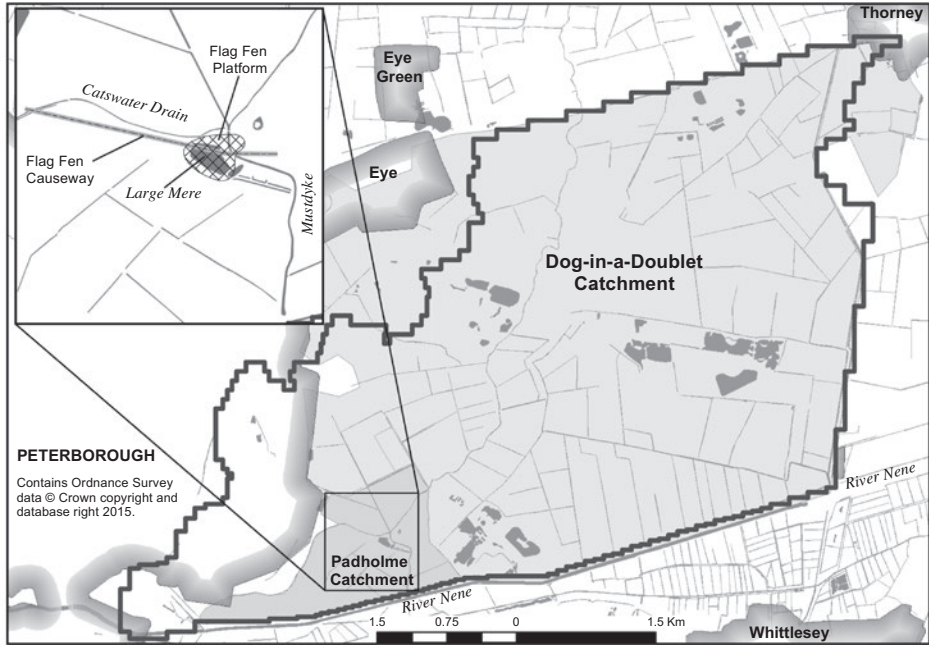 Thorney
Flag Fen
Platform
Eye
Green
Catswater Drain
Flag Fen
Causeway
Large Mere
Mustdyke
Eye
Dog-in-a-Doublet
Catchment
PETERBOROUGH
Contains Ordnance Survey
data © Crown copyright and
database right 2015.
River Nene
Padholme
Catchment
River Nene
1.5 0.75 0 1.5 Km
Whittlesey